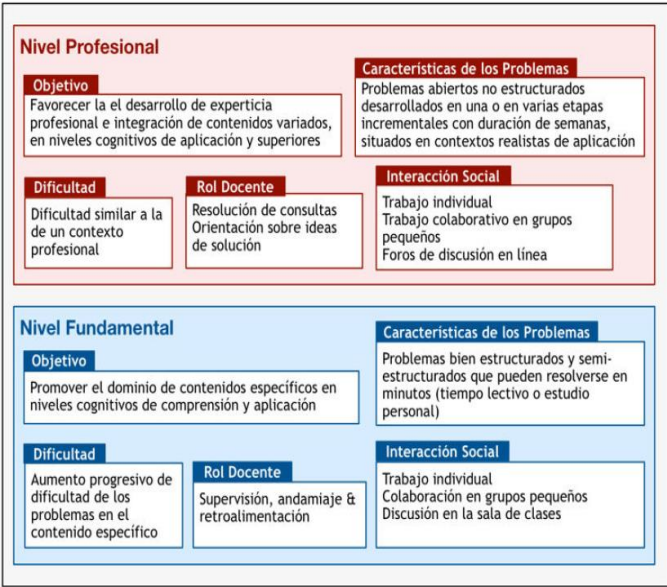 Nivel Profesional
Objetivo
Favorecer la el desarrollo de experticia
profesional e integración de contenidos variados,
en niveles cognitivos de aplicación y superiores
Características de los Problemas
Problemas abiertos no estructurados
desarrollados en una o en varias etapas
incrementales con duración de semanas,
situados en contextos realistas de aplicación
Dificultad
Dificultad similar a la
de un contexto
profesional
Rol Docente
Resolución de consultas
Orientación sobre ideas
de solución
Interacción Social
Trabajo individual
Trabajo colaborativo en grupos
pequeños
Foros de discusión en línea
Nivel Fundamental
Objetivo
Promover el dominio de contenidos específicos en
niveles cognitivos de comprensión y aplicación
Características de los Problemas
Problemas bien estructurados y semi-
estructurados que pueden resolverse en
minutos (tiempo lectivo o estudio
personal)
Dificultad
Aumento progresivo de
dificultad de los
problemas en el
contenido específico
Rol Docente
Supervisión, andamiaje &
retroalimentación
Interacción Social
Trabajo individual
Colaboración en grupos pequeños
Discusión en la sala de clases